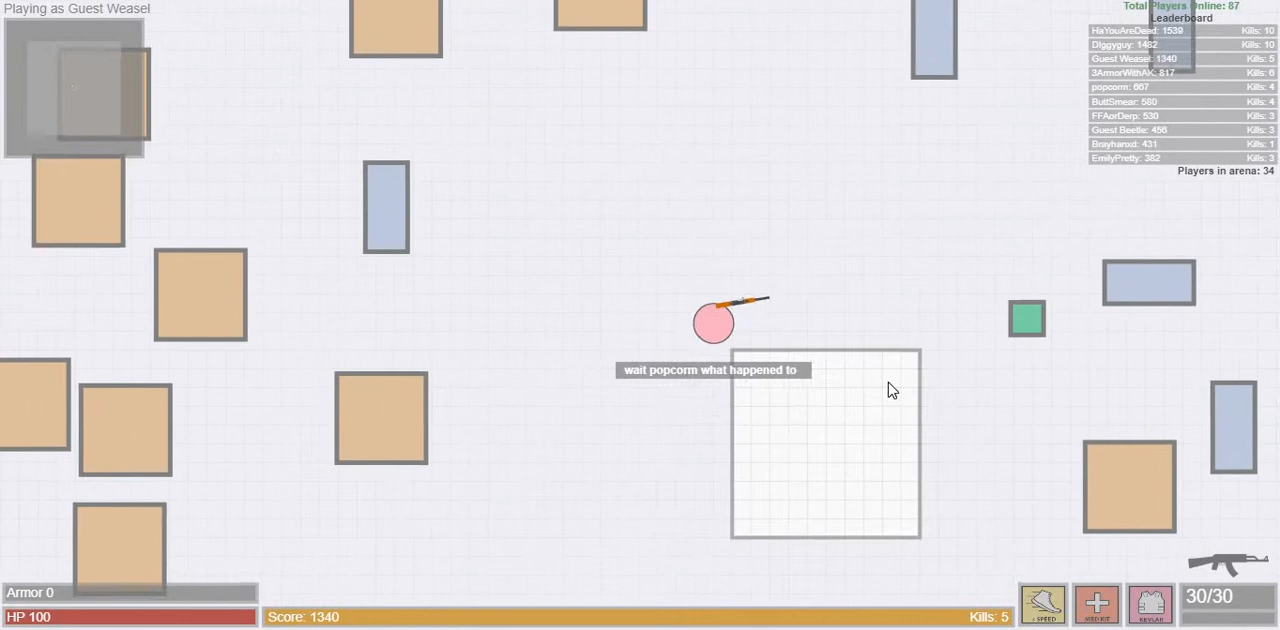 Playing as Guest Weasel
Total Players Online: 87
Leaderboard
HaYouAreDead: 1539 Kills: 10
DIggyguy: 1482 Kills: 10
Guest Weasel: 1340 Kills: 5
3ArmorWithAK: 817 Kills: 6
popcorm: 667 Kills: 4
ButtSmear: 580 Kills: 4
FFAorDerp: 530 Kills: 3
Guest Beetle: 456 Kills: 3
Brayhanxd: 431 Kills: 1
EmilyPretty: 382 Kills: 3
Players in arena: 34
wait popcorm what happened to
Armor 0
HP 100
Score: 1340 Kills: 5
+ SPEED
MED KIT
KEVLAR
30/30